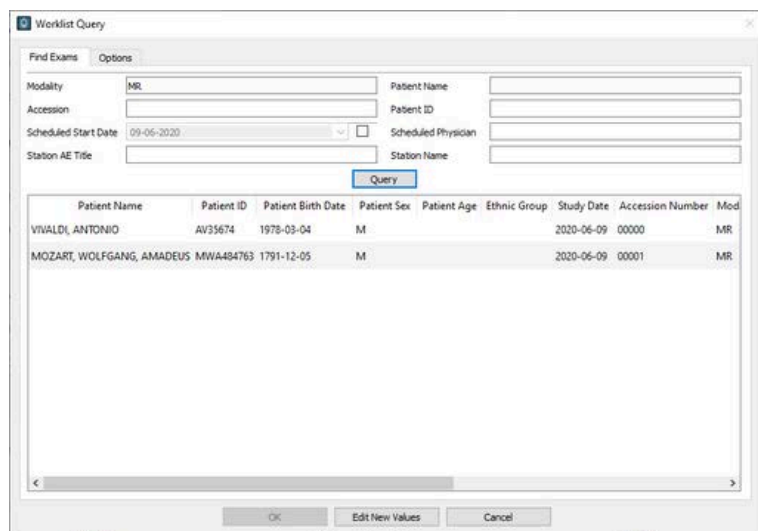 Worklist Query
Find Exams Options
Modality MR Patient Name
Accession Patient ID
Scheduled Start Date 09-06-2020 Scheduled Physician
Station AE Title Station Name
Query
Patient Name Patient ID Patient Birth Date Patient Sex Patient Age Ethnic Group Study Date Accession Number Mod
VIVALDI, ANTONIO AV35674 1978-03-04 M 2020-06-09 00000 MR
MOZART, WOLFGANG, AMADEUS MWA484763 1791-12-05 M 2020-06-09 00001 MR
OK Edit New Values Cancel